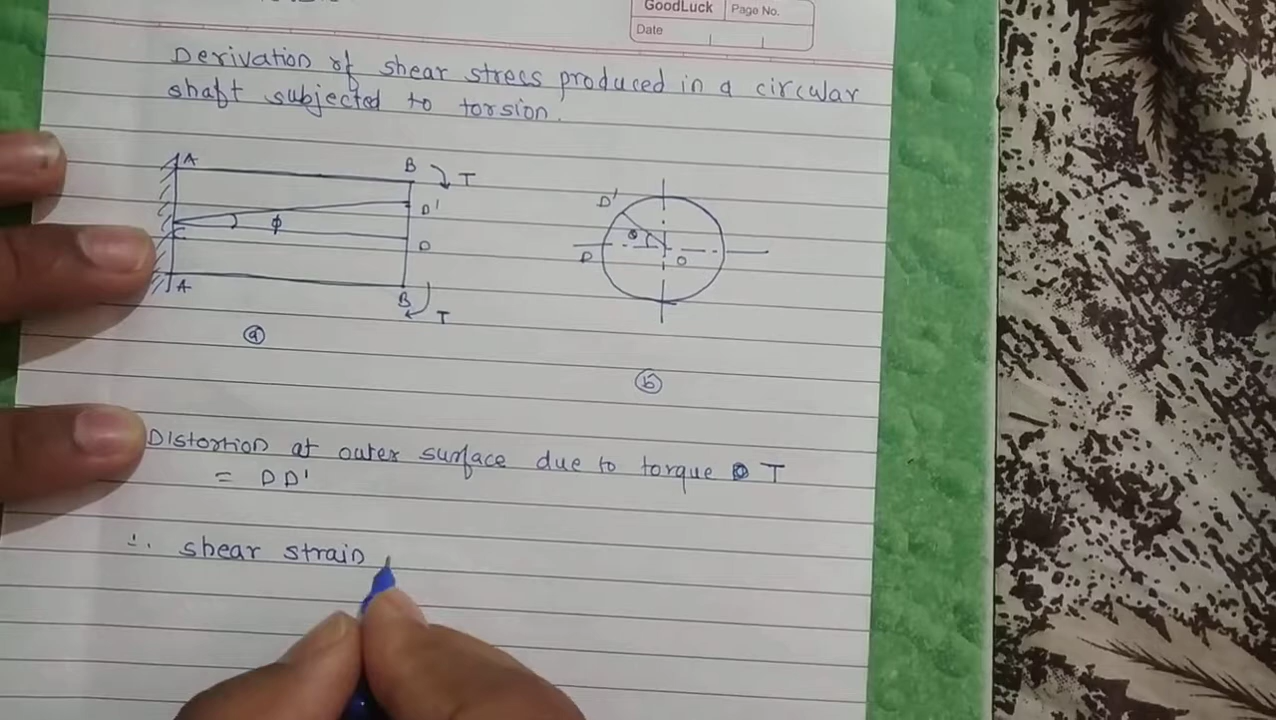 GoodLuck Page No.
Date
Derivation of shear stress produced in a circular
shaft subjected to torsion.
A B T
D'
ϕ
D
A B T
D'
θ
D O
ⓐ
ⓑ
Distortion at outer surface due to torque T
= DD'
∴ shear strain